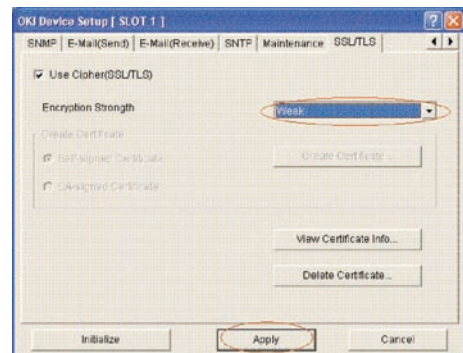 OKI Device Setup [ SLOT 1 ]
SNMP E-Mail(Send) E-Mail(Receive) SNTP Maintenance SSL/TLS
Use Cipher(SSL/TLS)
Encryption Strength Weak
Create Certificate
Self-signed Certificate Create Certificate...
CA-signed Certificate
View Certificate Info...
Delete Certificate...
Initialize Apply Cancel